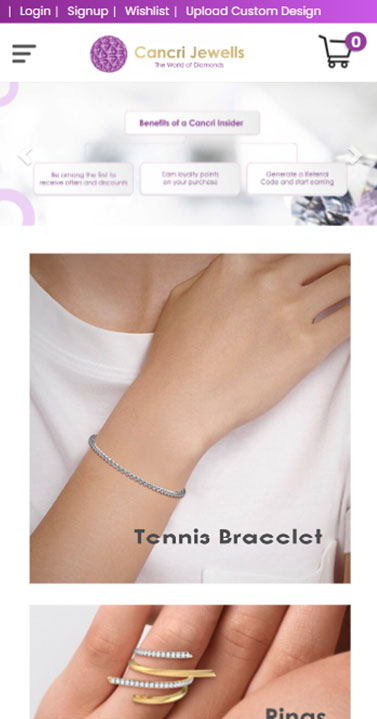 | Login | Signup | Wishlist | Upload Custom Design
Cancri Jewells
The World of Diamonds
0
Benefits of a Cancri Insider
Be among the first to
receive offers and discounts
Earn loyalty points
on your purchase
Generate a Referral
Code and start earning
Tennis Bracelet
Rings